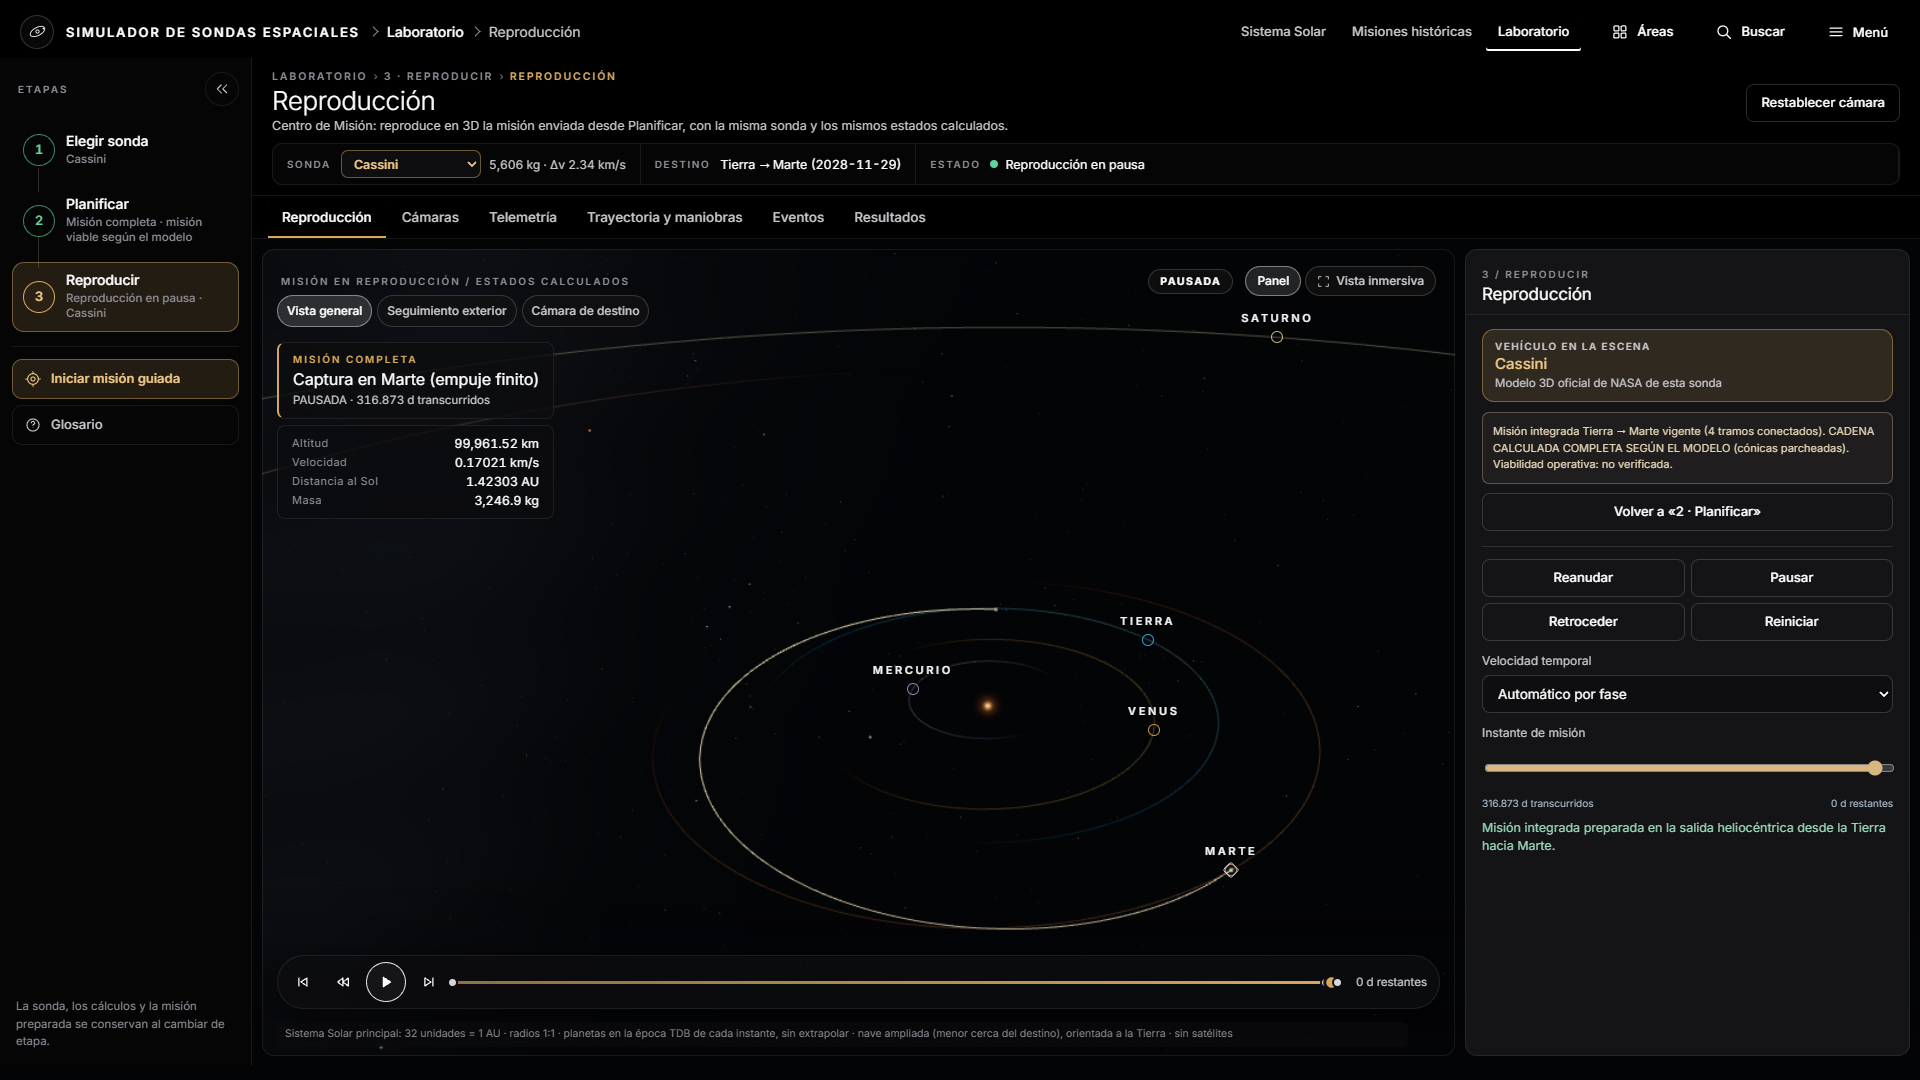 SIMULADOR DE SONDAS ESPACIALES > Laboratorio > Reproducción
Sistema Solar
Misiones históricas
Laboratorio
Áreas
Buscar
Menú
ETAPAS
1
Elegir sonda
Cassini
2
Planificar
Misión completa · misión
viable según el modelo
3
Reproducir
Reproducción en pausa ·
Cassini
Iniciar misión guiada
Glosario
La sonda, los cálculos y la misión
preparada se conservan al cambiar de
etapa.
LABORATORIO › 3 · REPRODUCIR › REPRODUCCIÓN
Reproducción
Centro de Misión: reproduce en 3D la misión enviada desde Planificar, con la misma sonda y los mismos estados calculados.
Restablecer cámara
SONDA
Cassini
5,606 kg · Δv 2.34 km/s
DESTINO
Tierra → Marte (2028-11-29)
ESTADO
Reproducción en pausa
Reproducción
Cámaras
Telemetría
Trayectoria y maniobras
Eventos
Resultados
MISIÓN EN REPRODUCCIÓN / ESTADOS CALCULADOS
Vista general
Seguimiento exterior
Cámara de destino
PAUSADA
Panel
Vista inmersiva
MISIÓN COMPLETA
Captura en Marte (empuje finito)
PAUSADA · 316.873 d transcurridos
Altitud 99,961.52 km
Velocidad 0.17021 km/s
Distancia al Sol 1.42303 AU
Masa 3,246.9 kg
SATURNO
TIERRA
MERCURIO
VENUS
MARTE
0 d restantes
Sistema Solar principal: 32 unidades = 1 AU · radios 1:1 · planetas en la época TDB de cada instante, sin extrapolar · nave ampliada (menor cerca del destino), orientada a la Tierra · sin satélites
3 / REPRODUCIR
Reproducción
VEHÍCULO EN LA ESCENA
Cassini
Modelo 3D oficial de NASA de esta sonda
Misión integrada Tierra → Marte vigente (4 tramos conectados). CADENA
CALCULADA COMPLETA SEGÚN EL MODELO (cónicas parcheadas).
Viabilidad operativa: no verificada.
Volver a «2 · Planificar»
Reanudar
Pausar
Retroceder
Reiniciar
Velocidad temporal
Automático por fase
Instante de misión
316.873 d transcurridos
0 d restantes
Misión integrada preparada en la salida heliocéntrica desde la Tierra
hacia Marte.